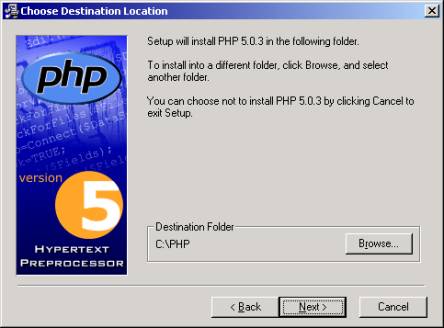 Choose Destination Location
php
version
5
HYPERTEXT
PREPROCESSOR
Setup will install PHP 5.0.3 in the following folder.
To install into a different folder, click Browse, and select
another folder.
You can choose not to install PHP 5.0.3 by clicking Cancel to
exit Setup.
Destination Folder
C:\PHP
Browse...
< Back
Next >
Cancel